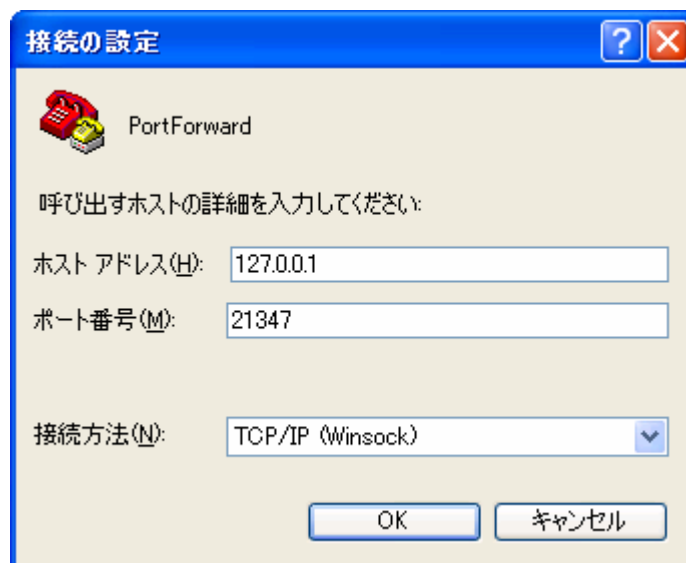 接続の設定
PortForward
呼び出すホストの詳細を入力してください:
ホスト アドレス(H): 127.0.0.1
ポート番号(M): 21347
接続方法(N): TCP/IP (Winsock)
OK キャンセル